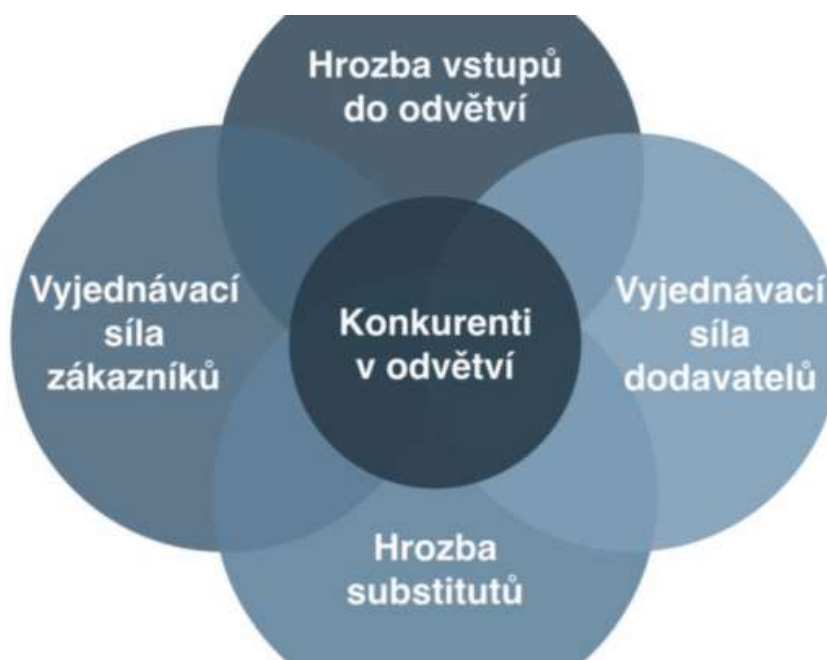 Hrozba vstupů
do odvětví
Vyjednávací
síla
zákazníků
Konkurenti
v odvětví
Vyjednávací
síla
dodavatelů
Hrozba
substitutů